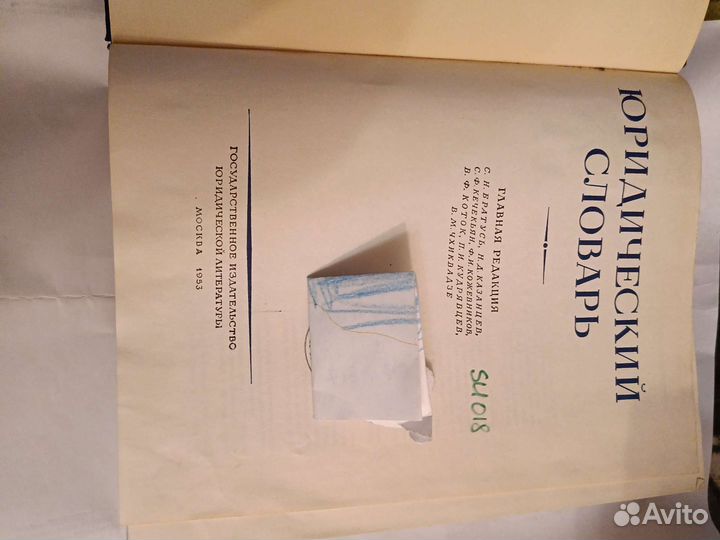 ЮРИДИЧЕСКИЙ
СЛОВАРЬ
ГЛАВНАЯ РЕДАКЦИЯ
С. Н. БРАТУСЬ, Н. Д. КАЗАНЦЕВ,
С. Ф. КЕЧЕКЬЯН, Ф. И. КОЖЕВНИКОВ,
В. Ф. КОТОК, П. И. КУДРЯВЦЕВ,
В. М. ЧХИКВАДЗЕ
SU018
ГОСУДАРСТВЕННОЕ ИЗДАТЕЛЬСТВО
ЮРИДИЧЕСКОЙ ЛИТЕРАТУРЫ
МОСКВА 1953
Avito